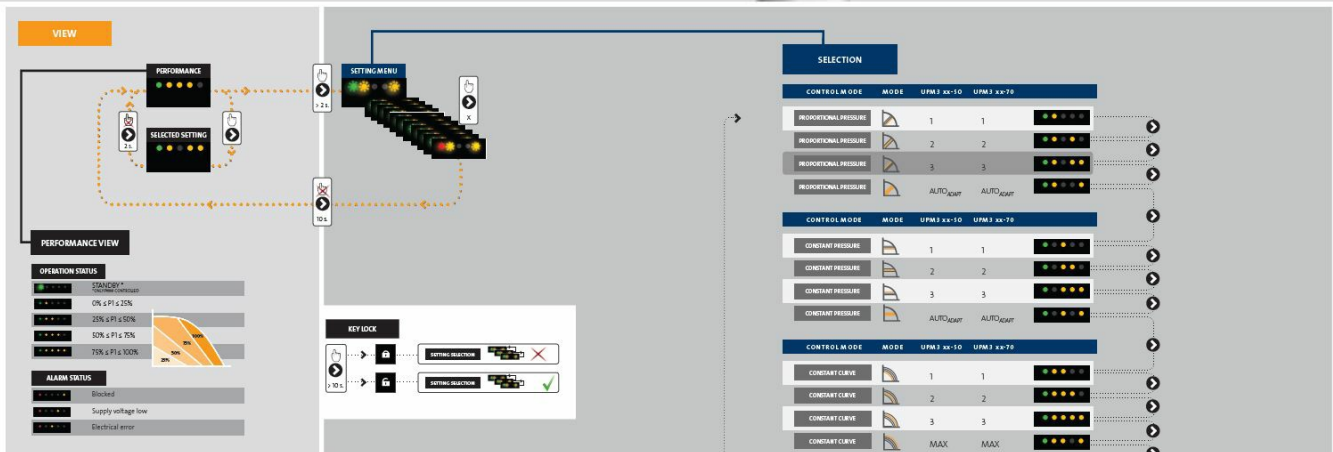 VIEW
PERFORMANCE
2 s.
SELECTED SETTING
> 2 s.
SETTING MENU
X
10 s.
PERFORMANCE VIEW
OPERATION STATUS
STANDBY *
0% ≤ P1 ≤ 25%
25% ≤ P1 ≤ 50%
50% ≤ P1 ≤ 75%
75% ≤ P1 ≤ 100%
100%
75%
50%
25%
ALARM STATUS
Blocked
Supply voltage low
Electrical error
KEY LOCK
> 10 s.
SETTING SELECTION
SETTING SELECTION
SELECTION
CONTROL MODE MODE UPM3 xx-50 UPM3 xx-70
PROPORTIONAL PRESSURE 1 1
PROPORTIONAL PRESSURE 2 2
PROPORTIONAL PRESSURE 3 3
PROPORTIONAL PRESSURE AUTOADAPT AUTOADAPT
CONTROL MODE MODE UPM3 xx-50 UPM3 xx-70
CONSTANT PRESSURE 1 1
CONSTANT PRESSURE 2 2
CONSTANT PRESSURE 3 3
CONSTANT PRESSURE AUTOADAPT AUTOADAPT
CONTROL MODE MODE UPM3 xx-50 UPM3 xx-70
CONSTANT CURVE 1 1
CONSTANT CURVE 2 2
CONSTANT CURVE 3 3
CONSTANT CURVE MAX MAX